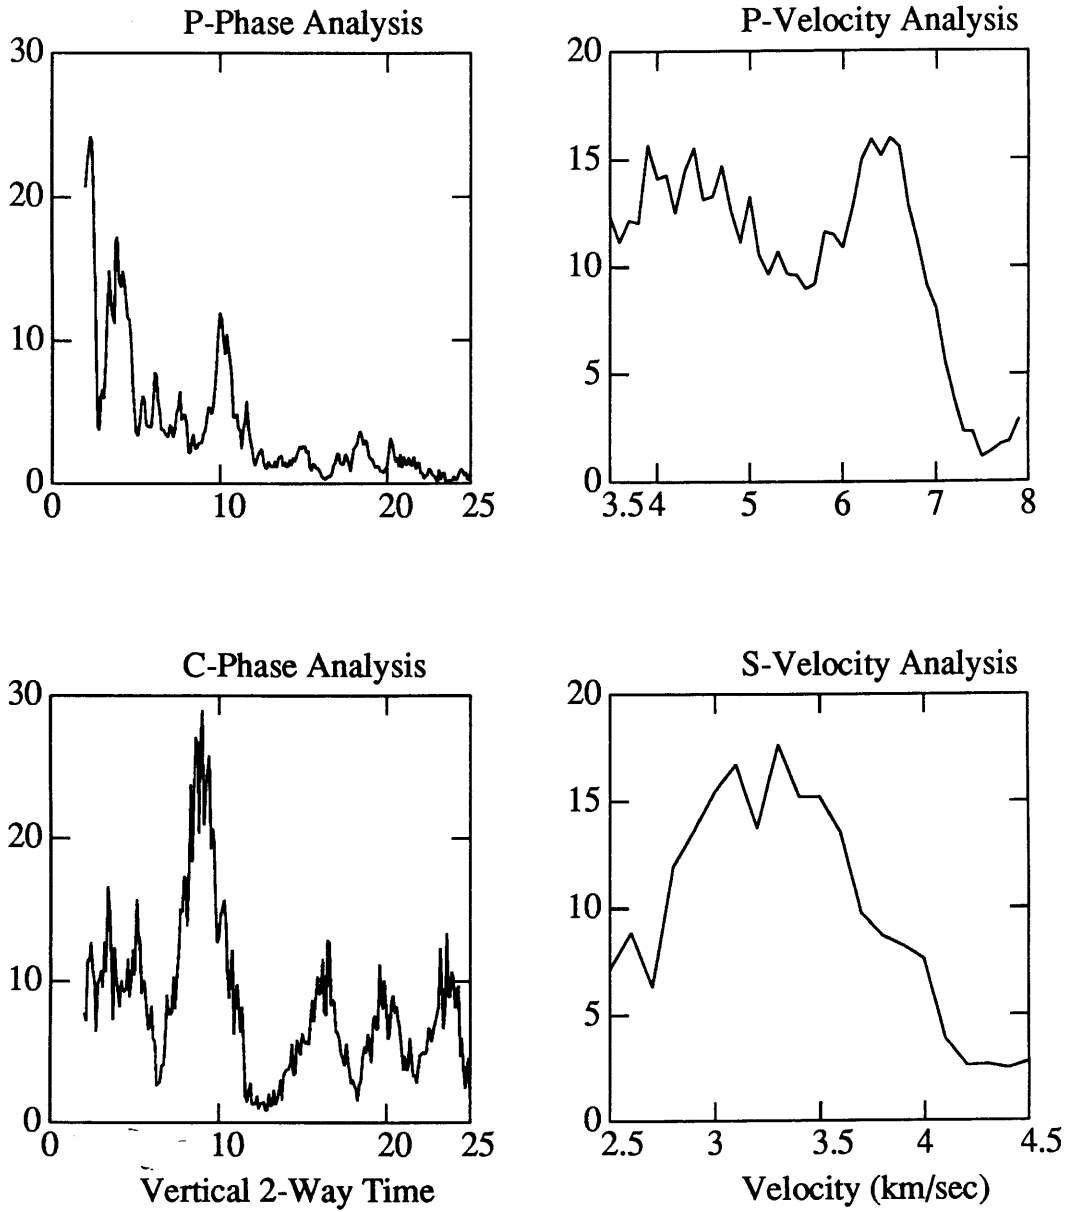 P-Phase Analysis
30
20
10
0
0 10 20 25
P-Velocity Analysis
20
15
10
5
0
3.5 4 5 6 7 8
C-Phase Analysis
30
20
10
0
0 10 20 25
Vertical 2-Way Time
S-Velocity Analysis
20
15
10
5
0
2.5 3 3.5 4 4.5
Velocity (km/sec)